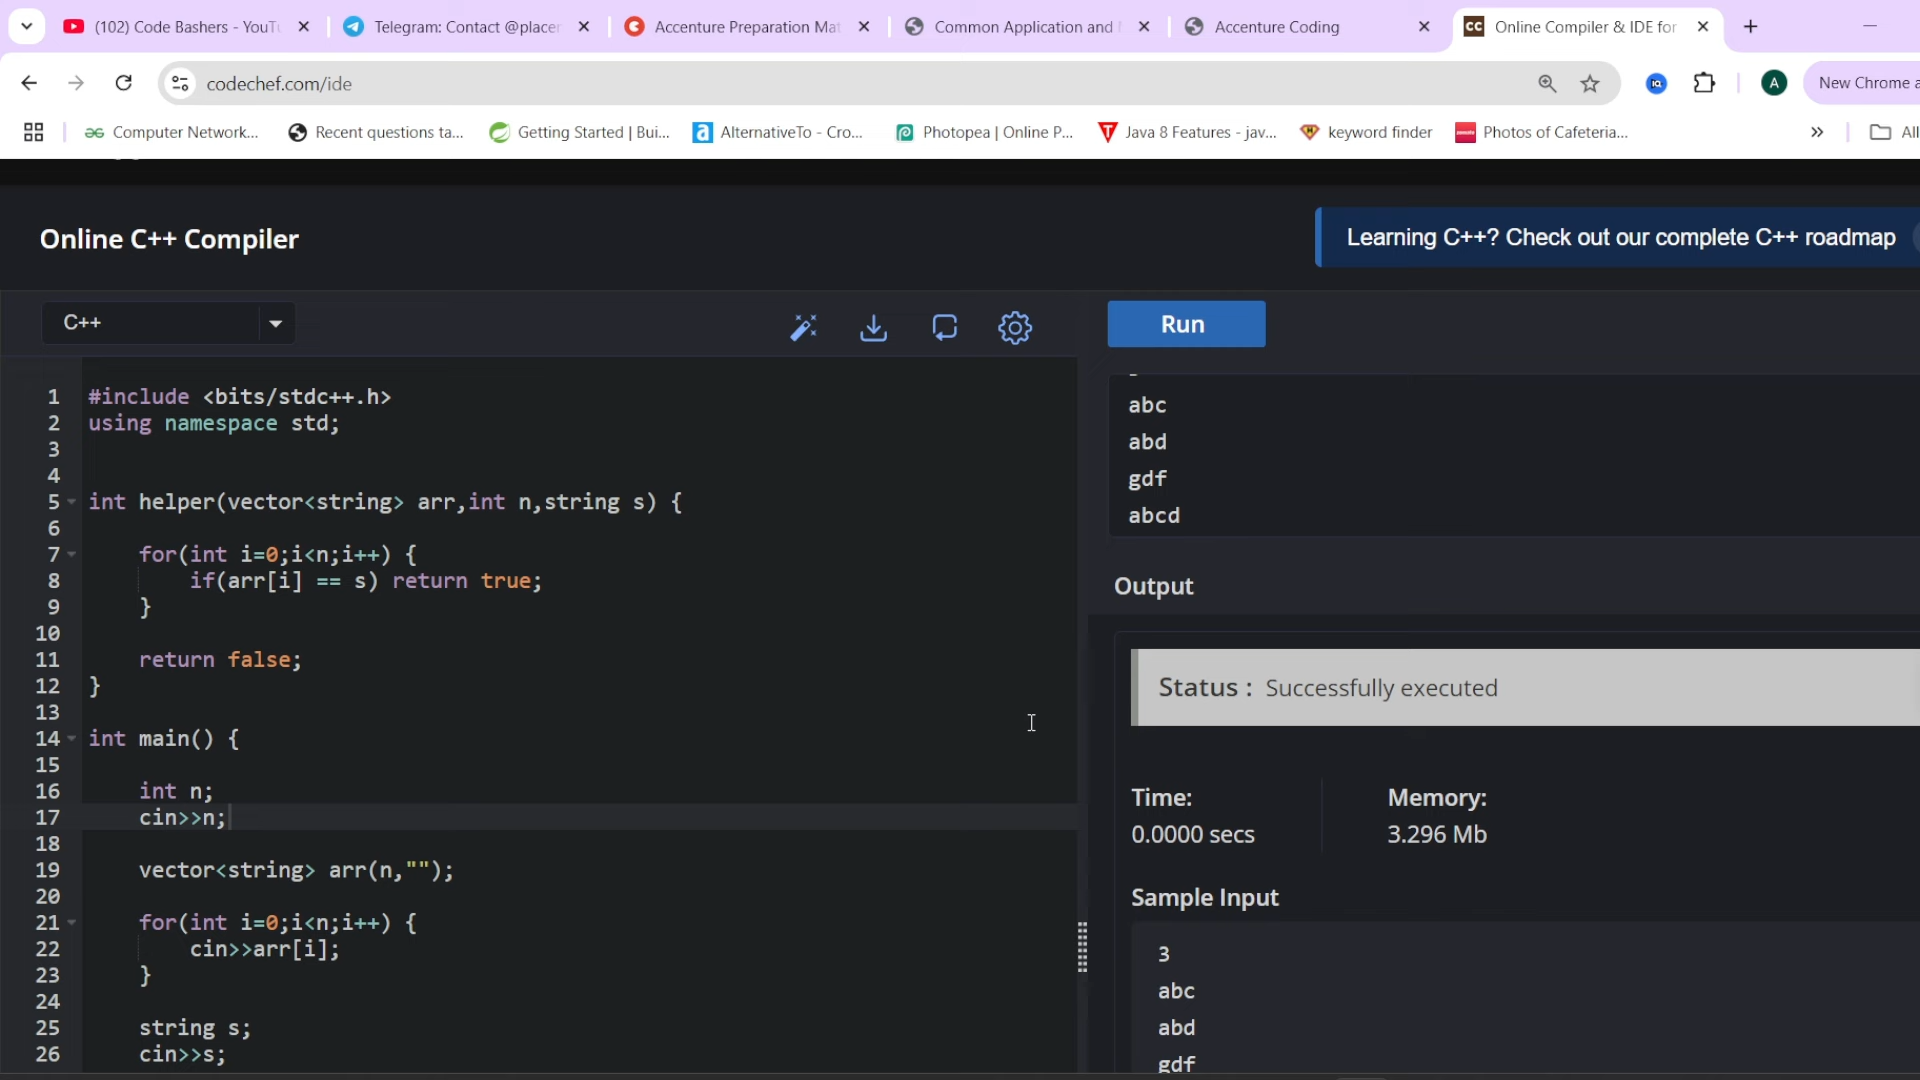 (102) Code Bashers - YouT
Telegram: Contact @place
Accenture Preparation Mat
Common Application and
Accenture Coding
Online Compiler & IDE for
codechef.com/ide
A
New Chrome a
Computer Network...
Recent questions ta...
Getting Started | Bui...
AlternativeTo - Cro...
Photopea | Online P...
Java 8 Features - jav...
keyword finder
Photos of Cafeteria...
All
Online C++ Compiler
Learning C++? Check out our complete C++ roadmap
C++
Run
1 #include <bits/stdc++.h>
2 using namespace std;
3
4
5 int helper(vector<string> arr,int n,string s) {
6
7 for(int i=0;i<n;i++) {
8 if(arr[i] == s) return true;
9 }
10
11 return false;
12 }
13
14 int main() {
15
16 int n;
17 cin>>n;
18
19 vector<string> arr(n,"");
20
21 for(int i=0;i<n;i++) {
22 cin>>arr[i];
23 }
24
25 string s;
26 cin>>s;
abc
abd
gdf
abcd
Output
Status : Successfully executed
Time:
0.0000 secs
Memory:
3.296 Mb
Sample Input
3
abc
abd
gdf